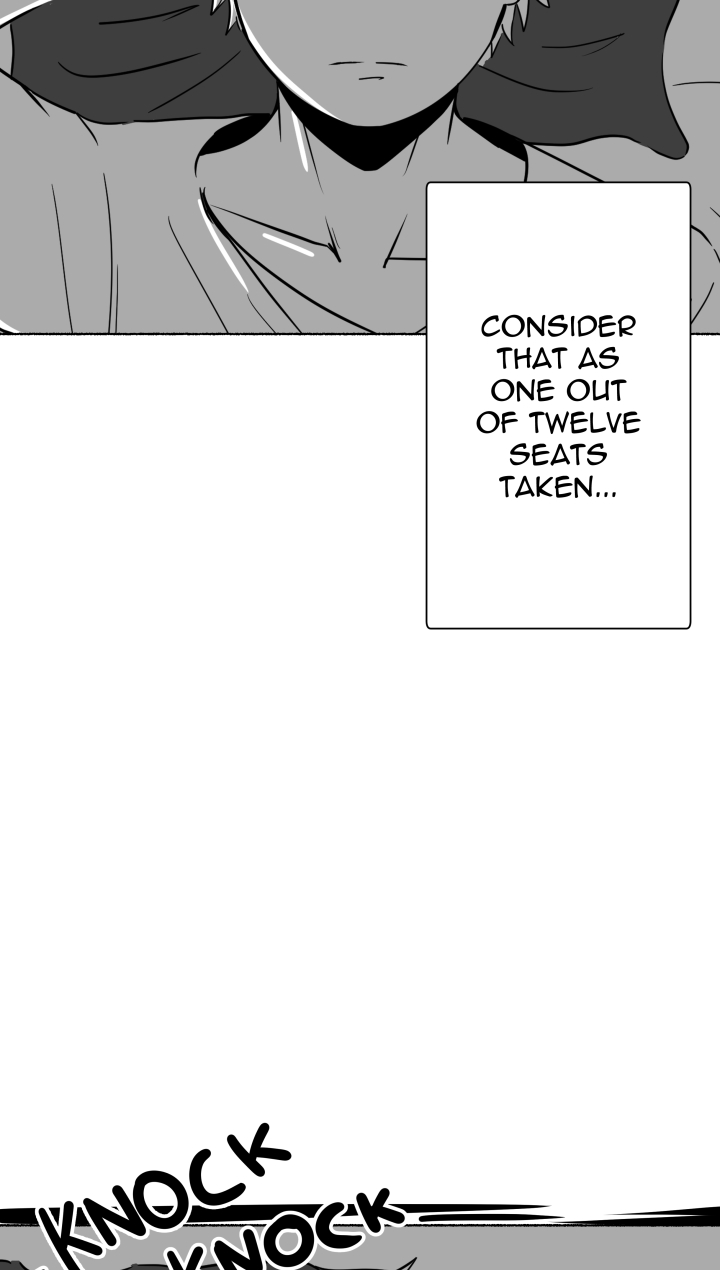 CONSIDER
THAT AS
ONE OUT
OF TWELVE
SEATS
TAKEN...
KNOCK
KNOCK